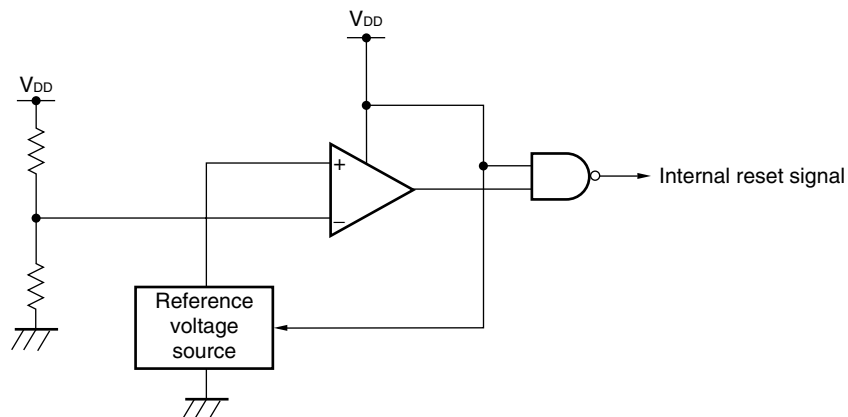 VDD
VDD
+
−
Internal reset signal
Reference
voltage
source